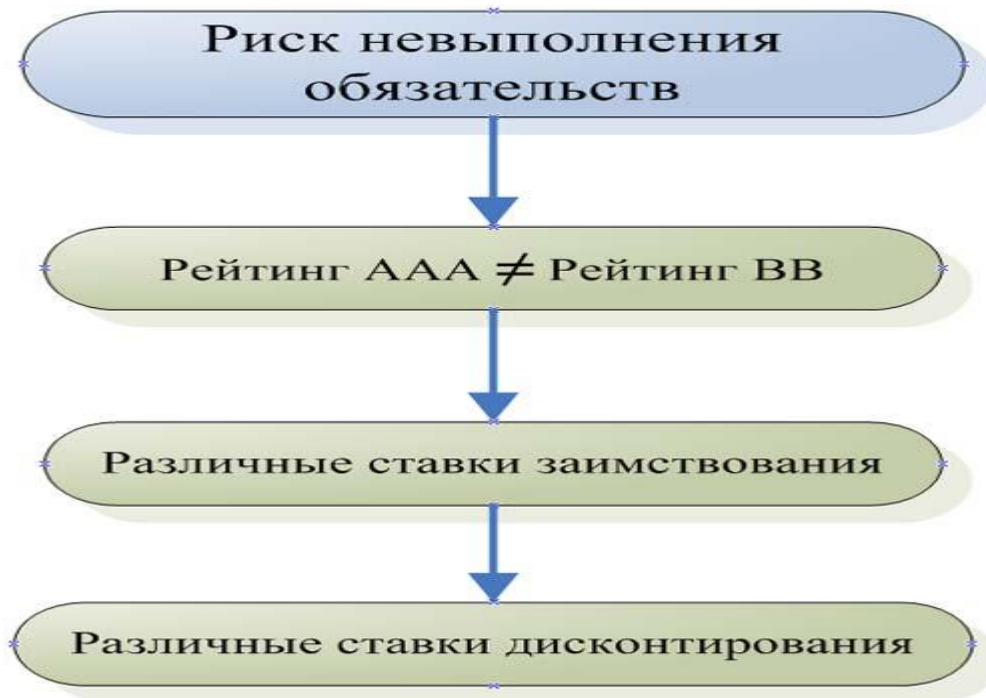 Риск невыполнения
обязательств
Рейтинг AAA ≠ Рейтинг BB
Различные ставки заимствования
Различные ставки дисконтирования